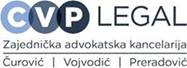 CVP LEGAL
Zajednička advokatska kancelarija
Čurović | Vojvodić | Preradović